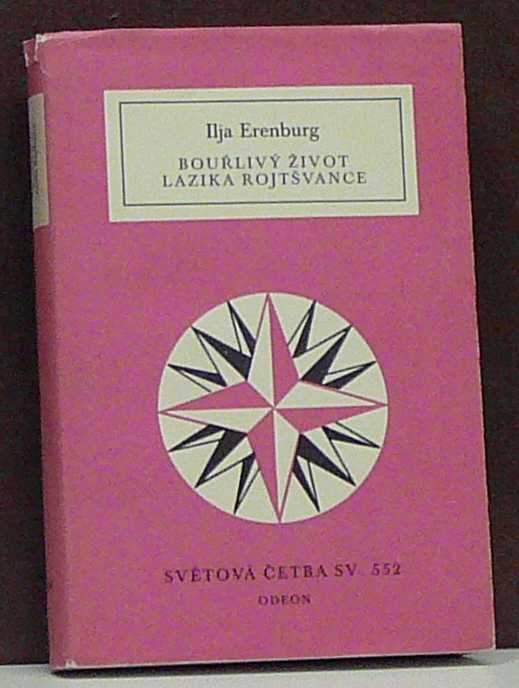 Ilja Erenburg
BOUŘLIVÝ ŽIVOT
LAZIKA ROJTŠVANCE
SVĚTOVÁ ČETBA SV. 552
ODEON